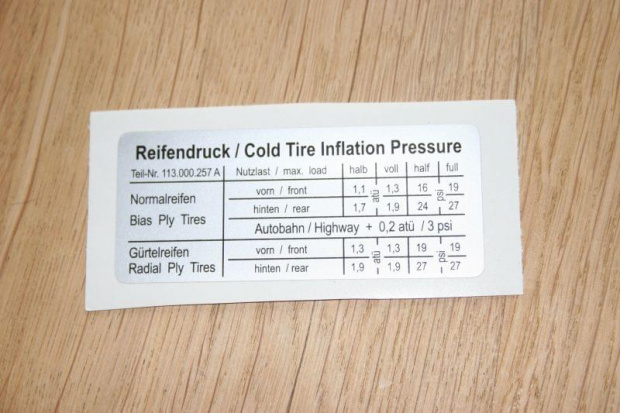 Reifendruck / Cold Tire Inflation Pressure
Teil-Nr. 113.000.257 A Nutzlast / max. load halb voll half full
Normalreifen
Bias Ply Tires
vorn / front 1,1 atü 1,3 16 psi 19
hinten / rear 1,7 1,9 24 27
Autobahn / Highway + 0,2 atü / 3 psi
Gürtelreifen
Radial Ply Tires
vorn / front 1,3 atü 1,3 19 psi 19
hinten / rear 1,9 1,9 27 27